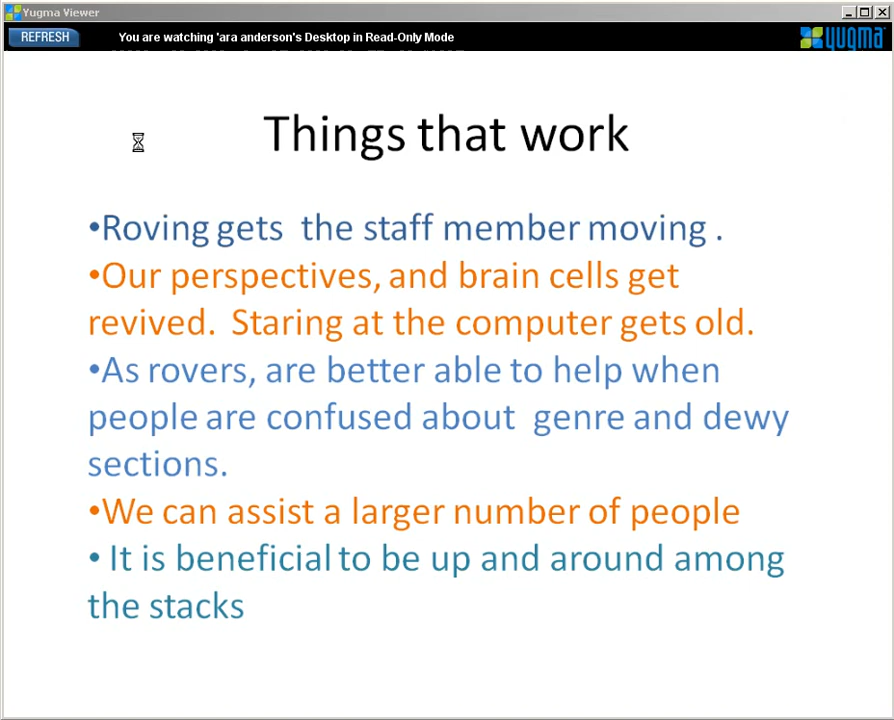 Yugma Viewer
REFRESH
You are watching 'ara anderson's Desktop in Read-Only Mode
yugma
Things that work
•Roving gets  the staff member moving .
•Our perspectives, and brain cells get
revived.  Staring at the computer gets old.
•As rovers, are better able to help when
people are confused about  genre and dewy
sections.
•We can assist a larger number of people
• It is beneficial to be up and around among
the stacks